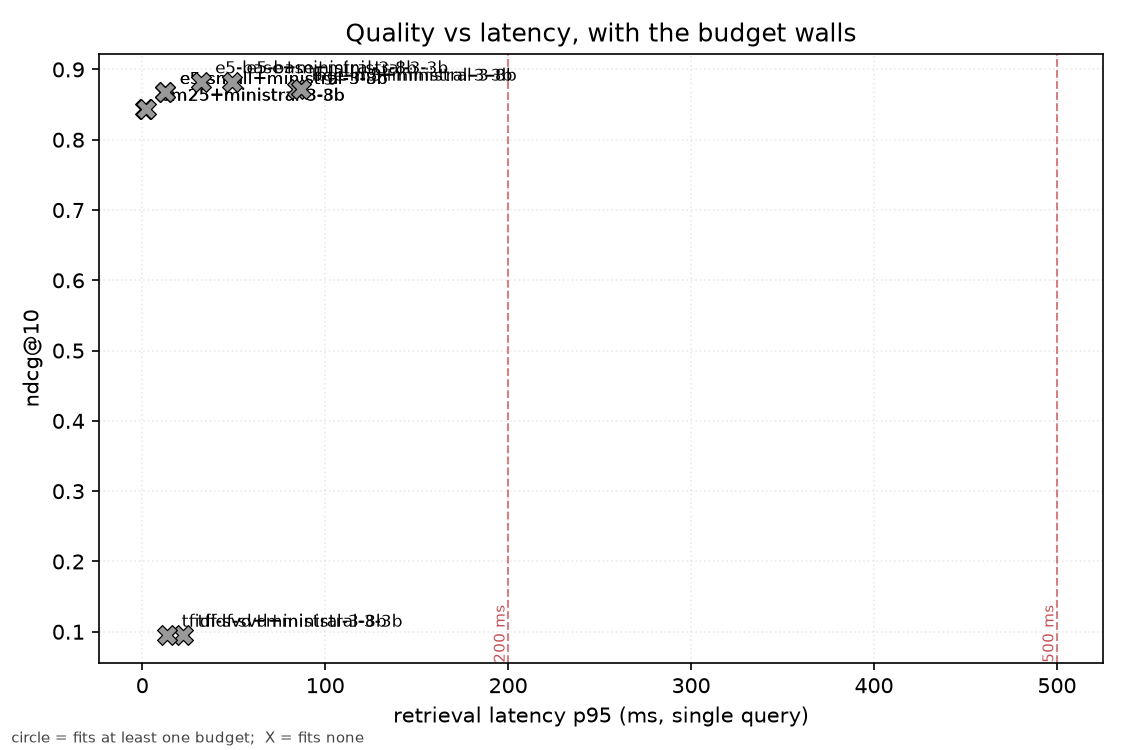 Quality vs latency, with the budget walls
ndcg@10
0.9
0.8
0.7
0.6
0.5
0.4
0.3
0.2
0.1
200 ms
500 ms
0
100
200
300
400
500
retrieval latency p95 (ms, single query)
circle = fits at least one budget;  X = fits none